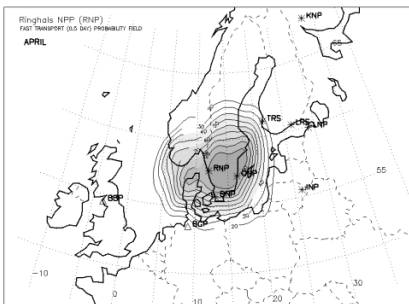 Ringhals NPP (RNP)
FAST TRANSPORT (0.5 DAY) PROBABILITY FIELD
APRIL
KNP
65
TRS
LRS
LNP
RNP
INP
55
BBP
BGP
20
-10
0
10
20
30